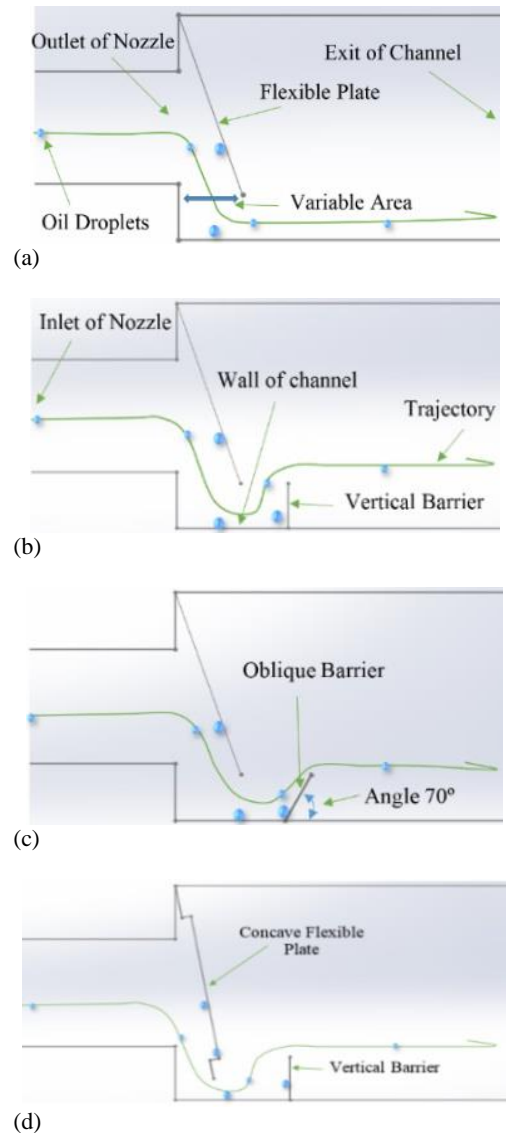 Outlet of Nozzle
Exit of Channel
Flexible Plate
Oil Droplets
Variable Area
(a)
Inlet of Nozzle
Wall of channel
Trajectory
Vertical Barrier
(b)
Oblique Barrier
Angle 70º
(c)
Concave Flexible
Plate
Vertical Barrier
(d)